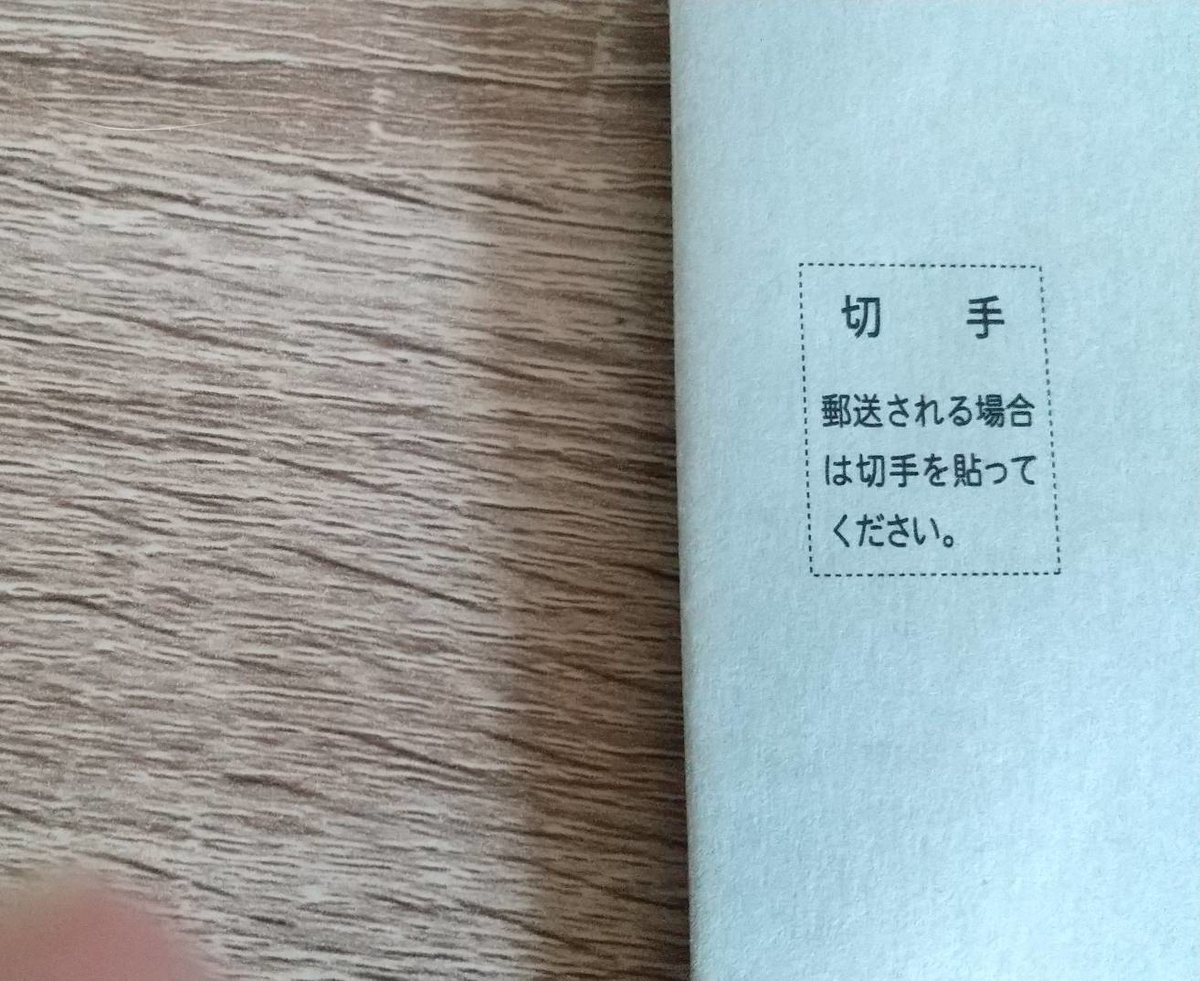 切　手
郵送される場合
は切手を貼って
ください。